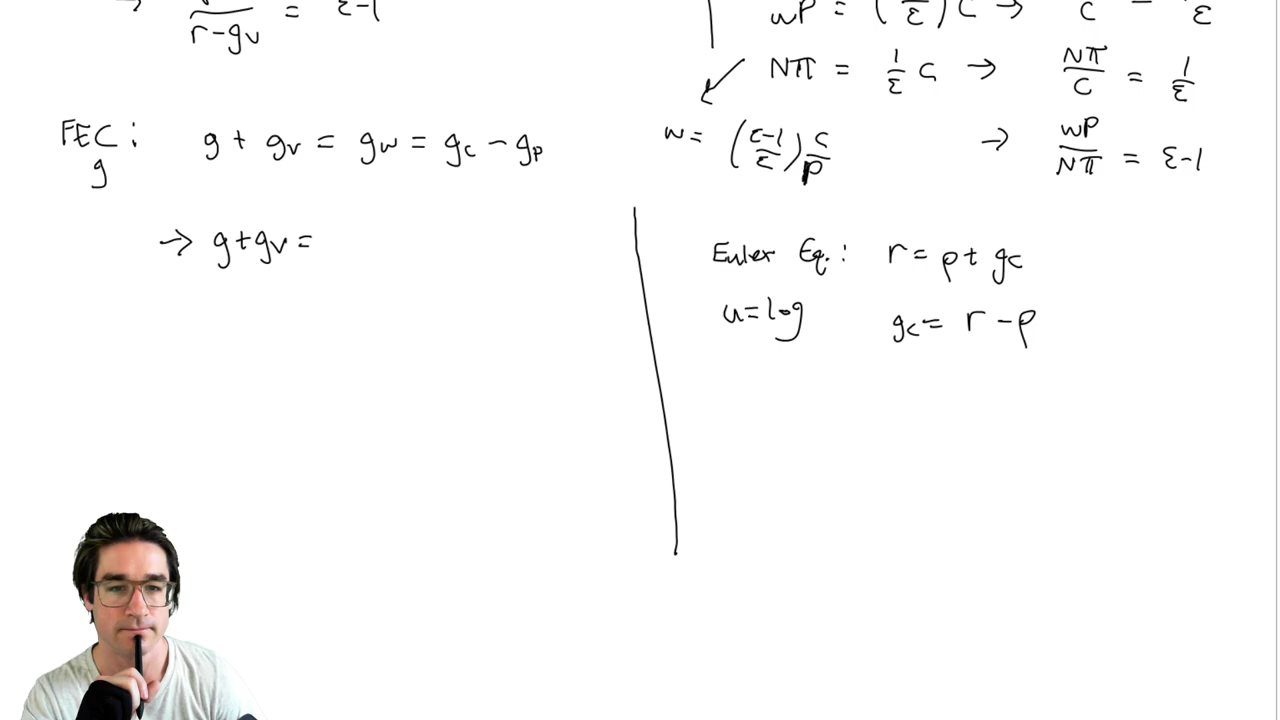 → ──── = ε-1
r-gv
FEC: g + gv = gw = gc - gp
g
→ g+gv =
wP = ( ε ) C → C = ε
NΠ = 1/ε C → NΠ/C = 1/ε
w = (ε-1/ε) C/P → wP/NΠ = ε-1
Euler Eq.: r = ρ + gc
u=log gc = r - ρ